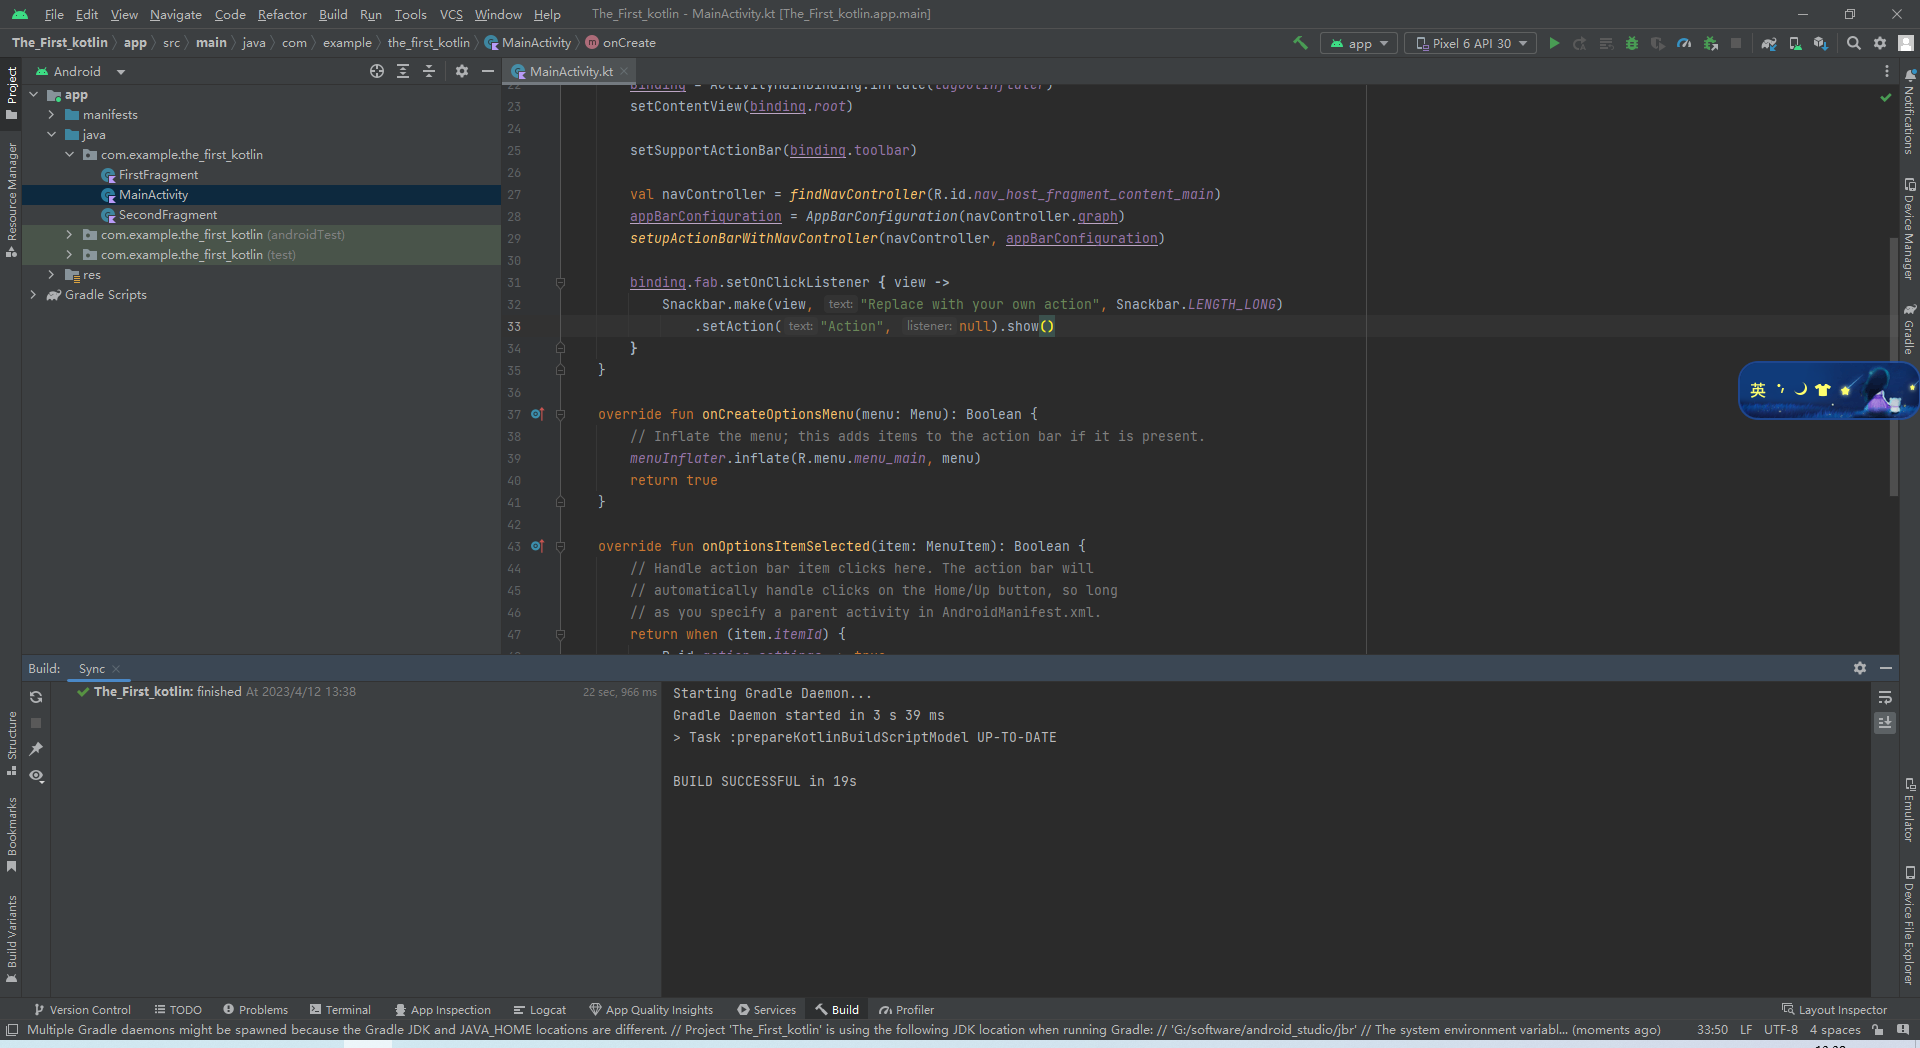 File Edit View Navigate Code Refactor Build Run Tools VCS Window Help The_First_kotlin - MainActivity.kt [The_First_kotlin.app.main]
The_First_kotlin app src main java com example the_first_kotlin MainActivity onCreate app Pixel 6 API 30
Android
MainActivity.kt
app
manifests
java
com.example.the_first_kotlin
FirstFragment
MainActivity
SecondFragment
com.example.the_first_kotlin (androidTest)
com.example.the_first_kotlin (test)
res
Gradle Scripts
22 binding = ActivityMainBinding.inflate(layoutInflater)
23 setContentView(binding.root)
24
25 setSupportActionBar(binding.toolbar)
26
27 val navController = findNavController(R.id.nav_host_fragment_content_main)
28 appBarConfiguration = AppBarConfiguration(navController.graph)
29 setupActionBarWithNavController(navController, appBarConfiguration)
30
31 binding.fab.setOnClickListener { view ->
32 Snackbar.make(view, text: "Replace with your own action", Snackbar.LENGTH_LONG)
33 .setAction( text: "Action", listener: null).show()
34 }
35 }
36
37 override fun onCreateOptionsMenu(menu: Menu): Boolean {
38 // Inflate the menu; this adds items to the action bar if it is present.
39 menuInflater.inflate(R.menu.menu_main, menu)
40 return true
41 }
42
43 override fun onOptionsItemSelected(item: MenuItem): Boolean {
44 // Handle action bar item clicks here. The action bar will
45 // automatically handle clicks on the Home/Up button, so long
46 // as you specify a parent activity in AndroidManifest.xml.
47 return when (item.itemId) {
Project
Resource Manager
Structure
Bookmarks
Build Variants
Notifications
Device Manager
Gradle
英
Emulator
Device File Explorer
Build: Sync
The_First_kotlin: finished At 2023/4/12 13:38 22 sec, 966 ms
Starting Gradle Daemon...
Gradle Daemon started in 3 s 39 ms
> Task :prepareKotlinBuildScriptModel UP-TO-DATE
BUILD SUCCESSFUL in 19s
Version Control TODO Problems Terminal App Inspection Logcat App Quality Insights Services Build Profiler Layout Inspector
Multiple Gradle daemons might be spawned because the Gradle JDK and JAVA_HOME locations are different. // Project 'The_First_kotlin' is using the following JDK location when running Gradle: // 'G:/software/android_studio/jbr' // The system environment variabl... (moments ago) 33:50 LF UTF-8 4 spaces